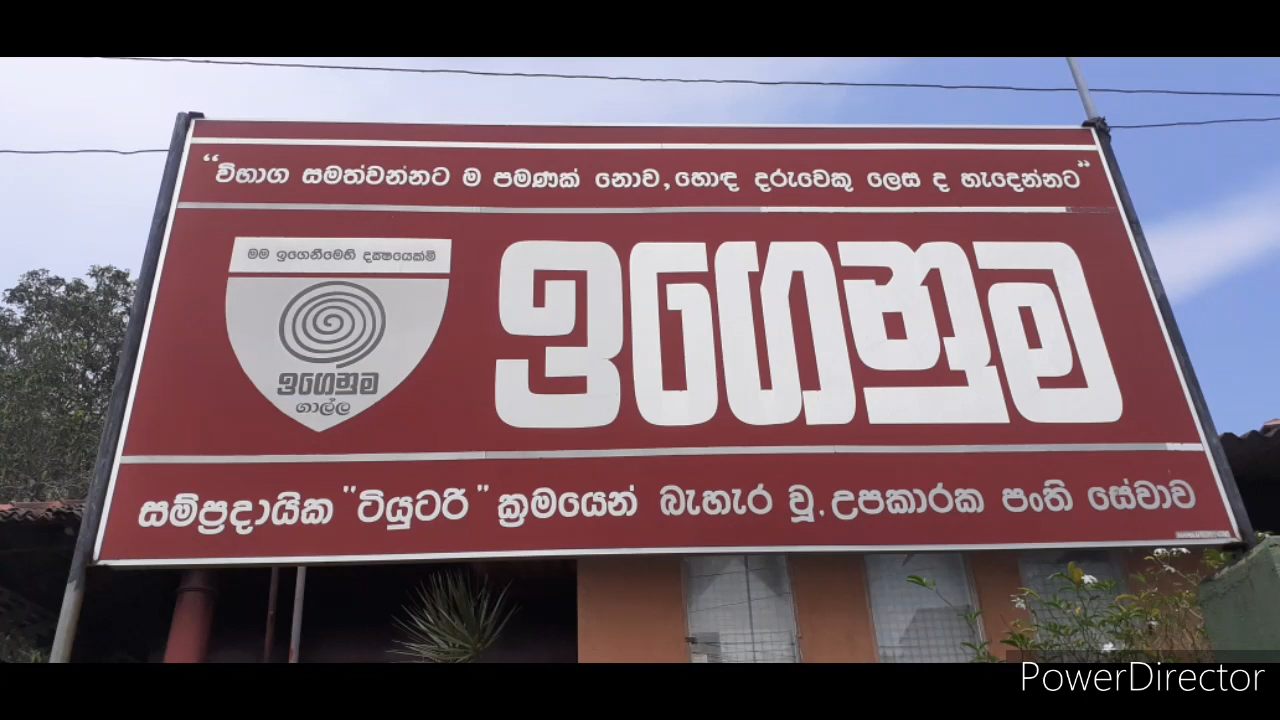 “විභාග සමත්වන්නට ම පමණක් නොව, හොඳ දරුවෙකු ලෙස ද හැදෙන්නට”
මම ඉගෙනීමෙහි දක්ෂයෙක්මි
ඉගෙනුම
ගාල්ල
ඉගෙනුම
සම්ප්‍රදායික "ටියුටරි" ක්‍රමයෙන් බැහැර වූ, උපකාරක පංති සේවාව
PowerDirector